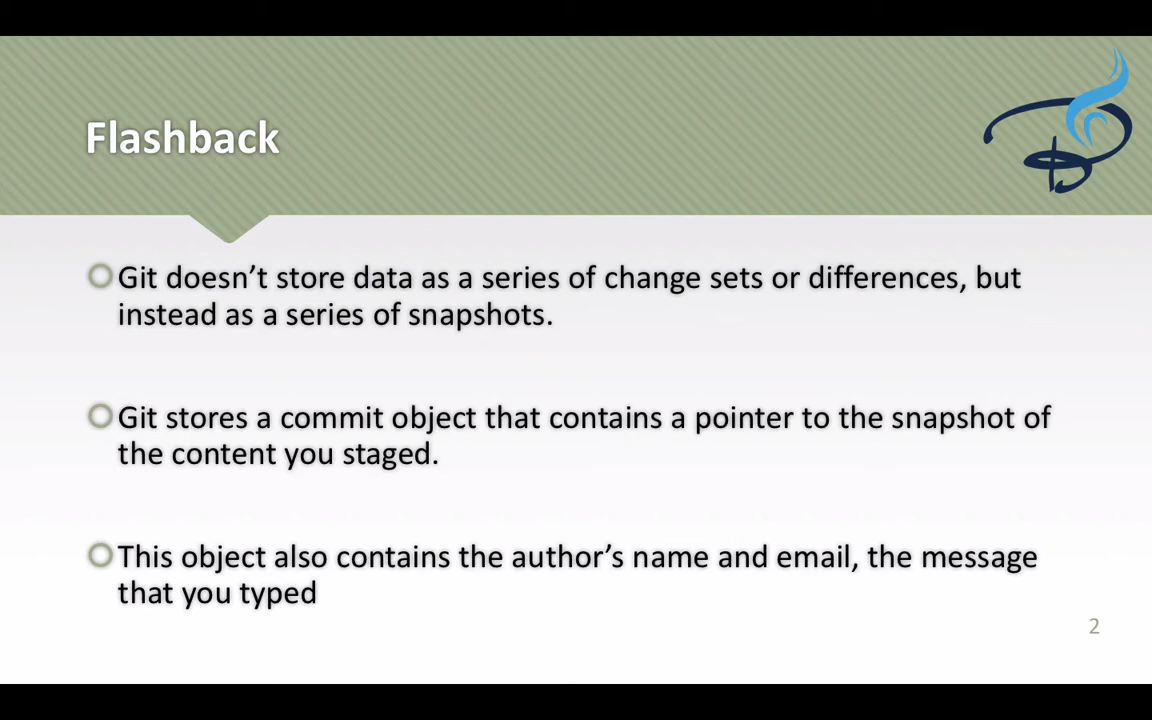 Flashback
Git doesn’t store data as a series of change sets or differences, but
instead as a series of snapshots.
Git stores a commit object that contains a pointer to the snapshot of
the content you staged.
This object also contains the author’s name and email, the message
that you typed
2